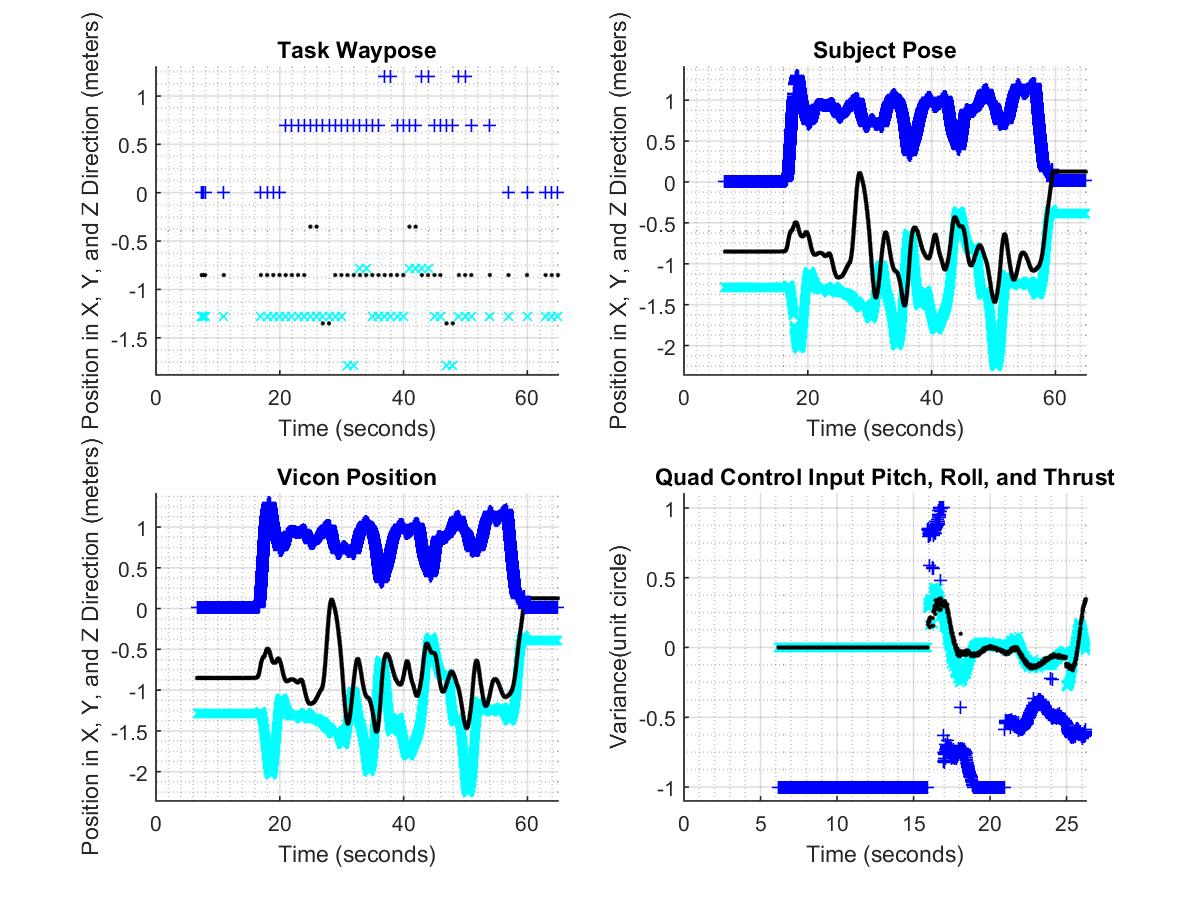 Task Waypose
Position in X, Y, and Z Direction (meters)
1
0.5
0
-0.5
-1
-1.5
0 20 40 60
Time (seconds)
Subject Pose
Position in X, Y, and Z Direction (meters)
1
0.5
0
-0.5
-1
-1.5
-2
0 20 40 60
Time (seconds)
Vicon Position
Position in X, Y, and Z Direction (meters)
1
0.5
0
-0.5
-1
-1.5
-2
0 20 40 60
Time (seconds)
Quad Control Input Pitch, Roll, and Thrust
Variance(unit circle)
1
0.5
0
-0.5
-1
0 5 10 15 20 25
Time (seconds)